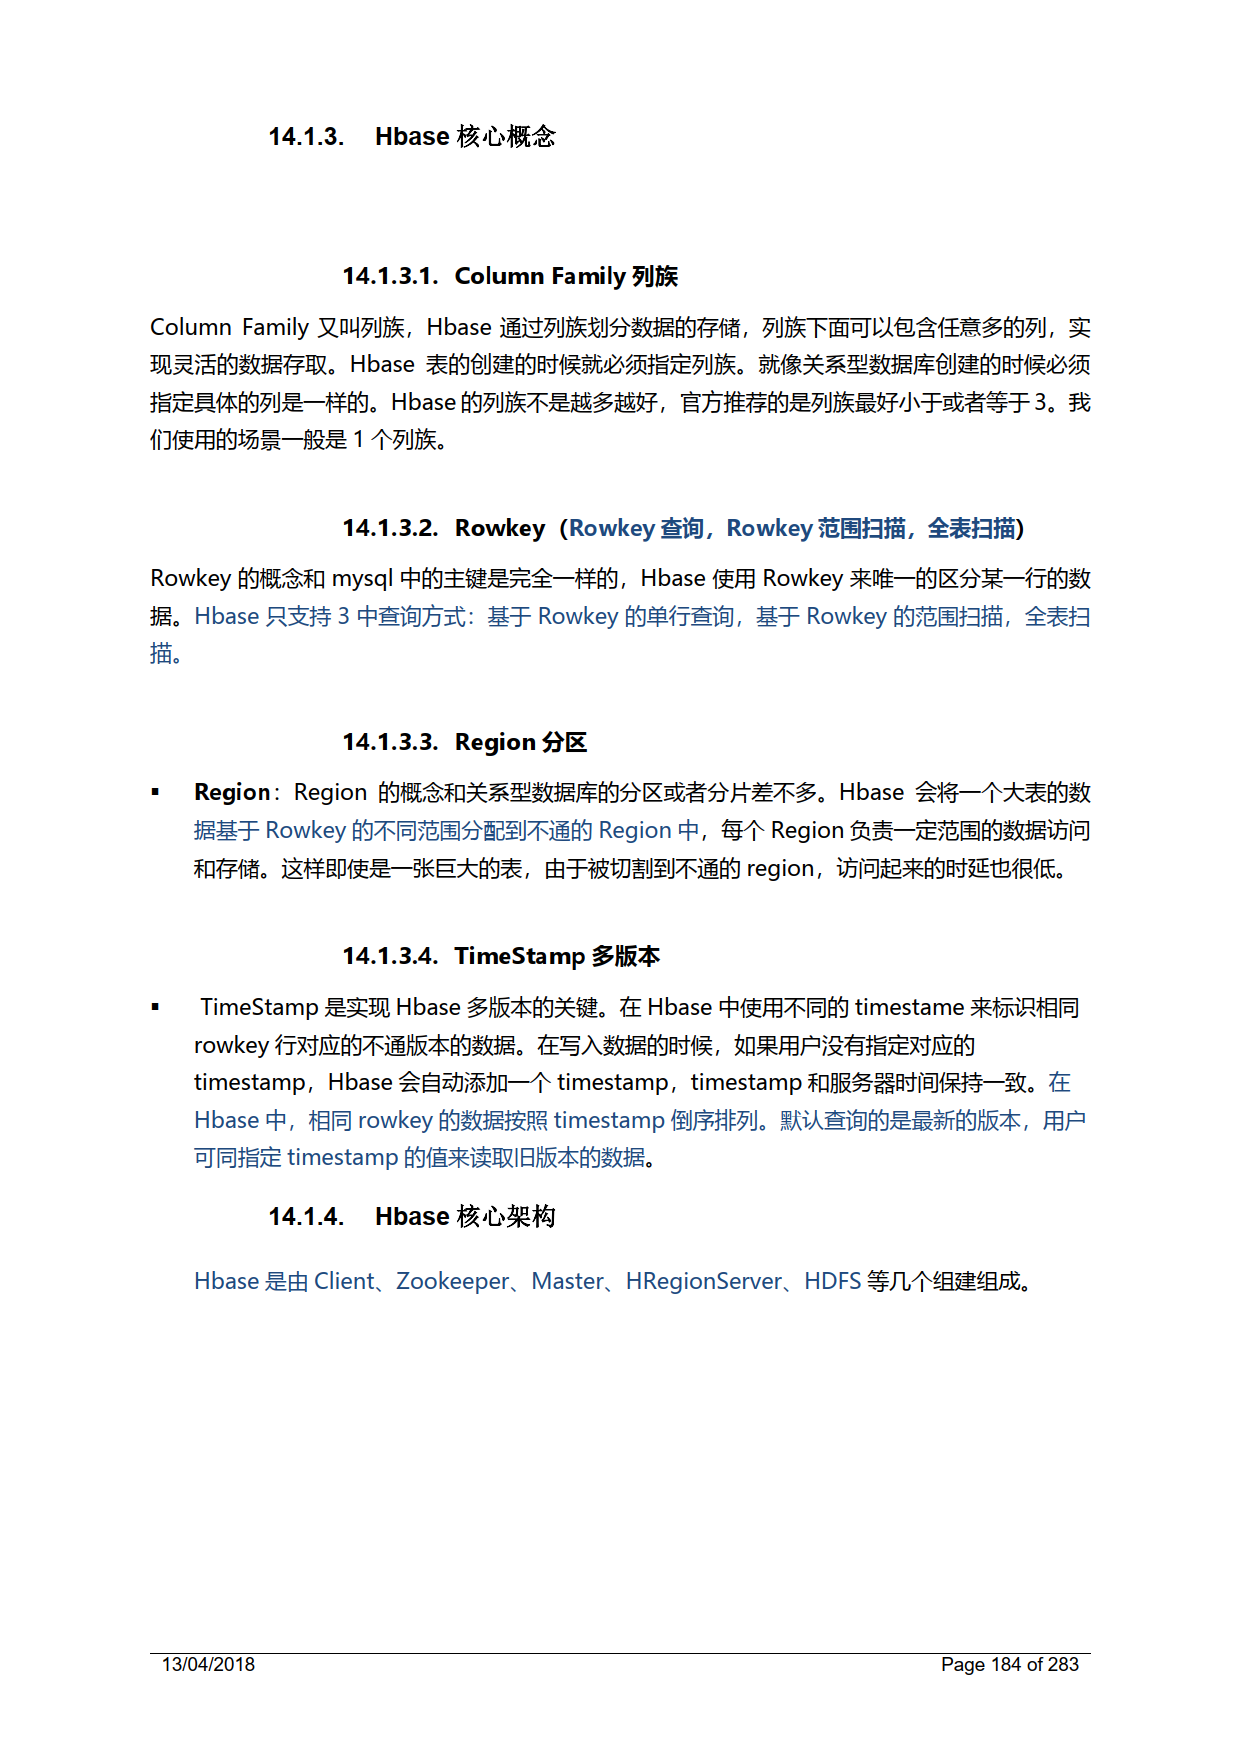 14.1.3. Hbase 核心概念
14.1.3.1. Column Family 列族
Column Family 又叫列族，Hbase 通过列族划分数据的存储，列族下面可以包含任意多的列，实
现灵活的数据存取。Hbase 表的创建的时候就必须指定列族。就像关系型数据库创建的时候必须
指定具体的列是一样的。Hbase 的列族不是越多越好，官方推荐的是列族最好小于或者等于 3。我
们使用的场景一般是 1 个列族。
14.1.3.2. Rowkey（Rowkey 查询，Rowkey 范围扫描，全表扫描）
Rowkey 的概念和 mysql 中的主键是完全一样的，Hbase 使用 Rowkey 来唯一的区分某一行的数
据。Hbase 只支持 3 中查询方式：基于 Rowkey 的单行查询，基于 Rowkey 的范围扫描，全表扫
描。
14.1.3.3. Region 分区
▪ Region：Region 的概念和关系型数据库的分区或者分片差不多。Hbase 会将一个大表的数
据基于 Rowkey 的不同范围分配到不通的 Region 中，每个 Region 负责一定范围的数据访问
和存储。这样即使是一张巨大的表，由于被切割到不通的 region，访问起来的时延也很低。
14.1.3.4. TimeStamp 多版本
▪ TimeStamp 是实现 Hbase 多版本的关键。在 Hbase 中使用不同的 timestame 来标识相同
rowkey 行对应的不通版本的数据。在写入数据的时候，如果用户没有指定对应的
timestamp，Hbase 会自动添加一个 timestamp，timestamp 和服务器时间保持一致。在
Hbase 中，相同 rowkey 的数据按照 timestamp 倒序排列。默认查询的是最新的版本，用户
可同指定 timestamp 的值来读取旧版本的数据。
14.1.4. Hbase 核心架构
Hbase 是由 Client、Zookeeper、Master、HRegionServer、HDFS 等几个组建组成。
13/04/2018 Page 184 of 283